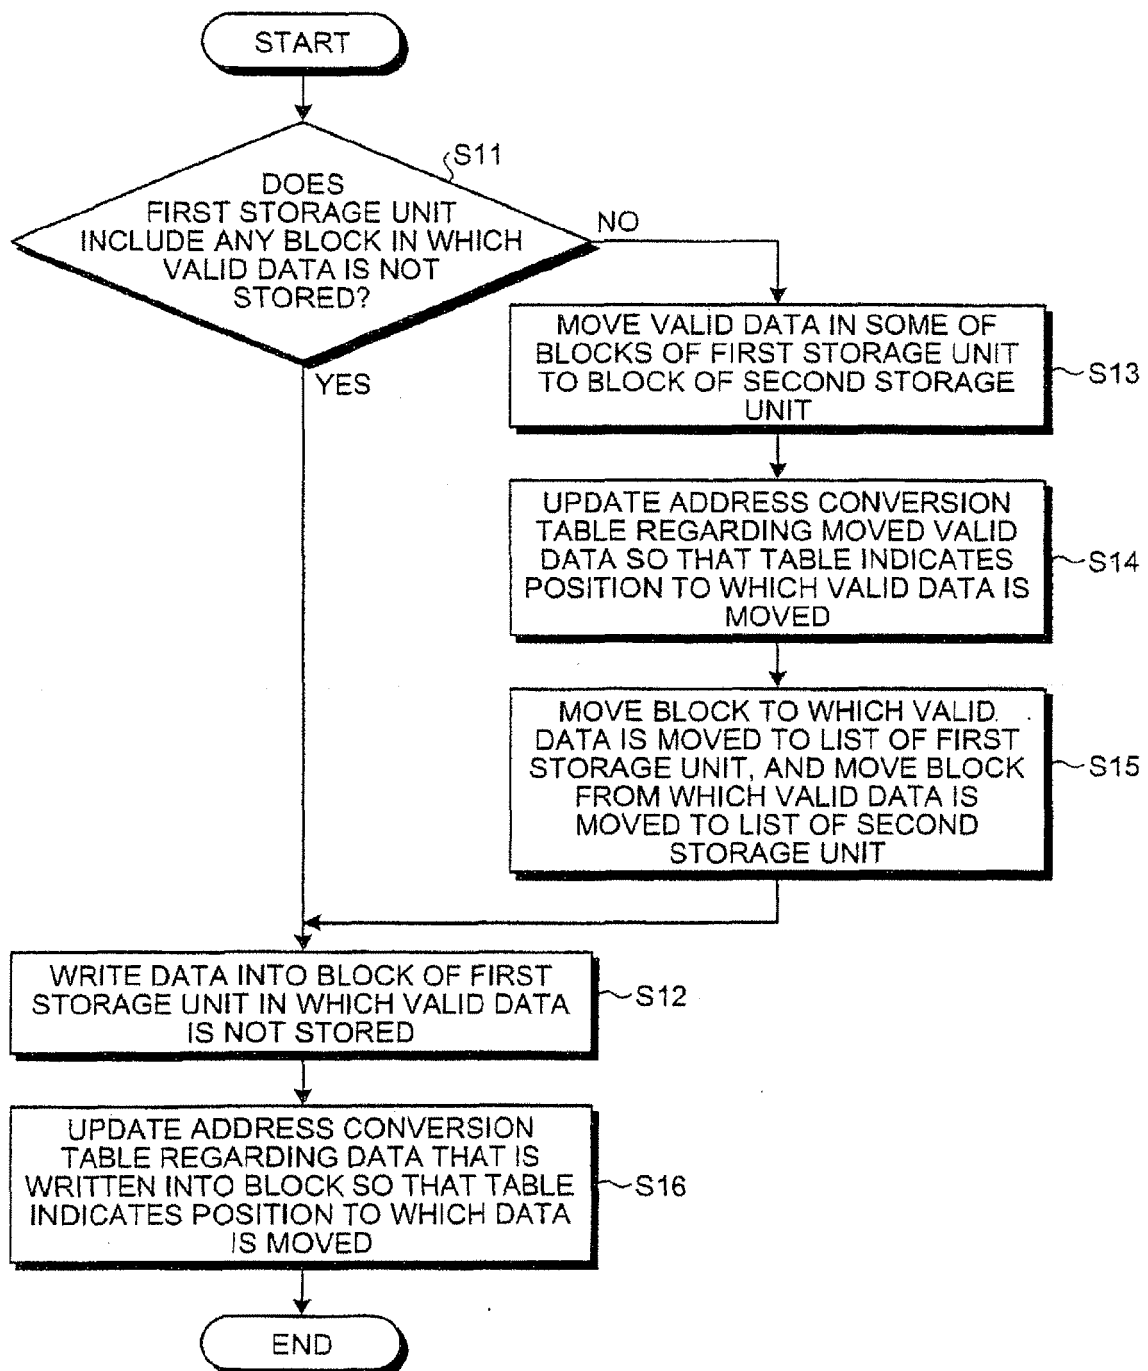 START
S11
DOES
FIRST STORAGE UNIT
INCLUDE ANY BLOCK IN WHICH
VALID DATA IS NOT
STORED?
NO
YES
MOVE VALID DATA IN SOME OF
BLOCKS OF FIRST STORAGE UNIT
TO BLOCK OF SECOND STORAGE
UNIT
S13
UPDATE ADDRESS CONVERSION
TABLE REGARDING MOVED VALID
DATA SO THAT TABLE INDICATES
POSITION TO WHICH VALID DATA IS
MOVED
S14
MOVE BLOCK TO WHICH VALID
DATA IS MOVED TO LIST OF FIRST
STORAGE UNIT, AND MOVE BLOCK
FROM WHICH VALID DATA IS
MOVED TO LIST OF SECOND
STORAGE UNIT
S15
WRITE DATA INTO BLOCK OF FIRST
STORAGE UNIT IN WHICH VALID DATA
IS NOT STORED
S12
UPDATE ADDRESS CONVERSION
TABLE REGARDING DATA THAT IS
WRITTEN INTO BLOCK SO THAT TABLE
INDICATES POSITION TO WHICH DATA
IS MOVED
S16
END